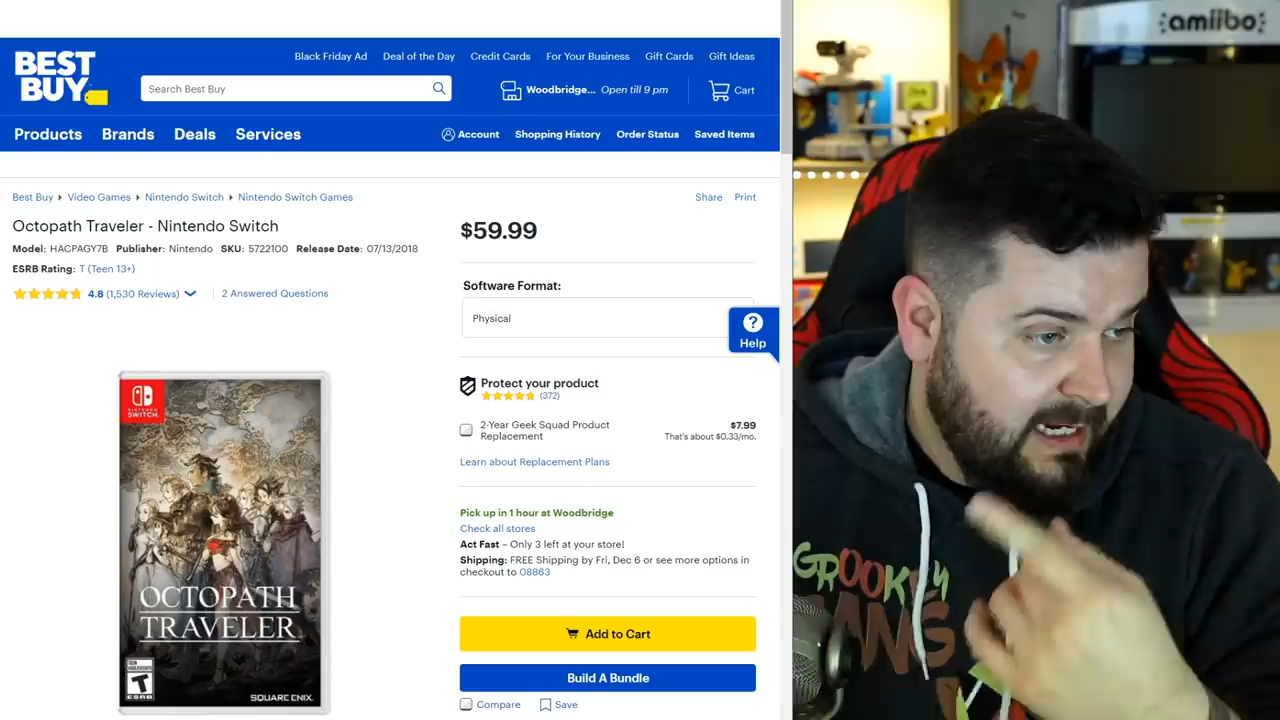 BEST
BUY
Black Friday Ad Deal of the Day Credit Cards For Your Business Gift Cards Gift Ideas
Search Best Buy
Woodbridge... Open till 9 pm
Cart
Products Brands Deals Services
Account Shopping History Order Status Saved Items
Best Buy Video Games Nintendo Switch Nintendo Switch Games
Share Print
Octopath Traveler - Nintendo Switch
Model: HACPAGY7B Publisher: Nintendo SKU: 5722100 Release Date: 07/13/2018
ESRB Rating: T (Teen 13+)
4.8 (1,530 Reviews) 2 Answered Questions
NINTENDO
SWITCH
OCTOPATH
TRAVELER
T
ESRB
SQUARE ENIX
$59.99
Software Format:
Physical
?
Help
Protect your product
(372)
2-Year Geek Squad Product
Replacement
$7.99
That's about $0.33/mo.
Learn about Replacement Plans
Pick up in 1 hour at Woodbridge
Check all stores
Act Fast – Only 3 left at your store!
Shipping: FREE Shipping by Fri, Dec 6 or see more options in
checkout to 08863
Add to Cart
Build A Bundle
Compare Save
amiibo
GROOKEY
GANG